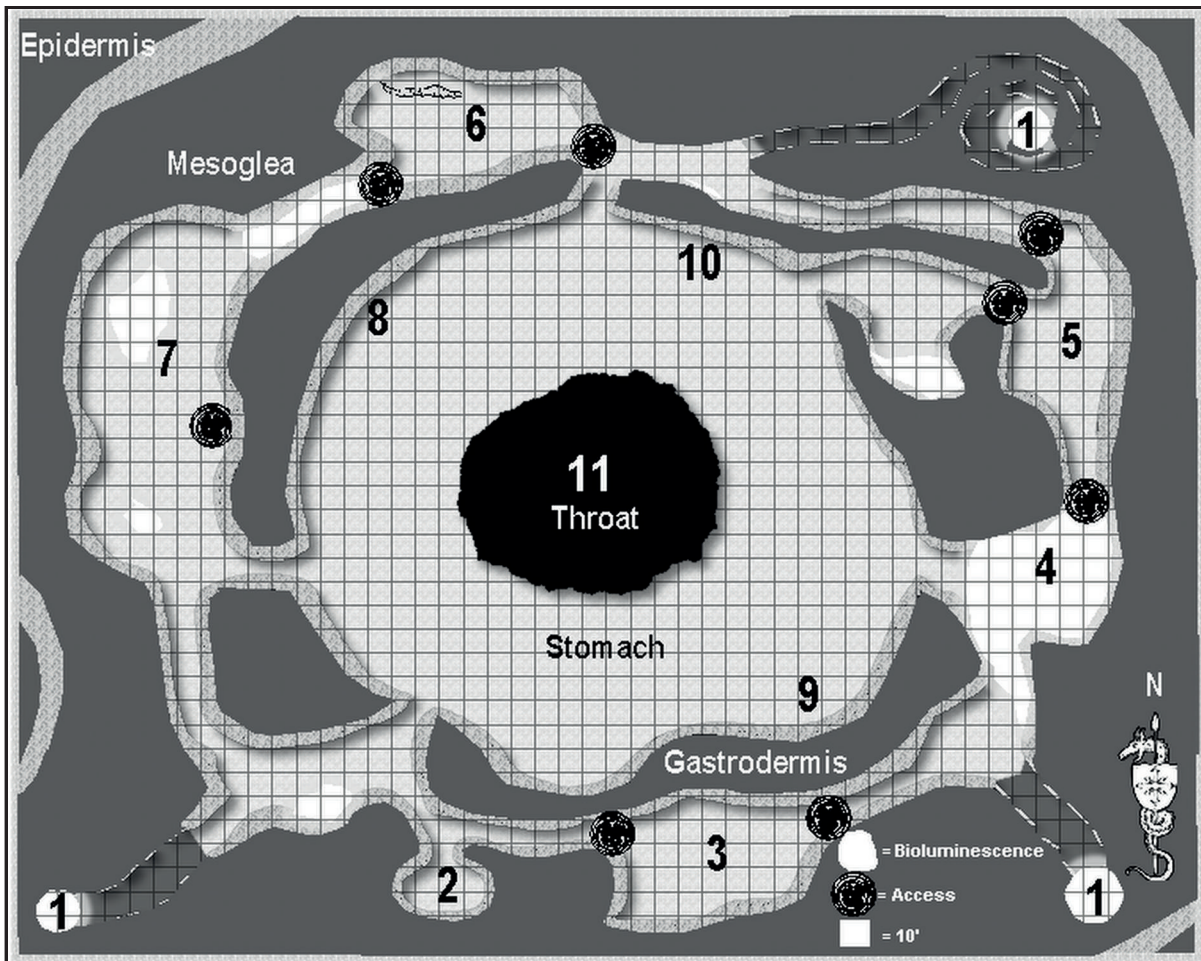 Epidermis
6
1
Mesoglea
10
8
5
7
11
Throat
4
Stomach
9
N
Gastrodermis
3
= Bioluminescence
2
= Access
1
1
= 10'